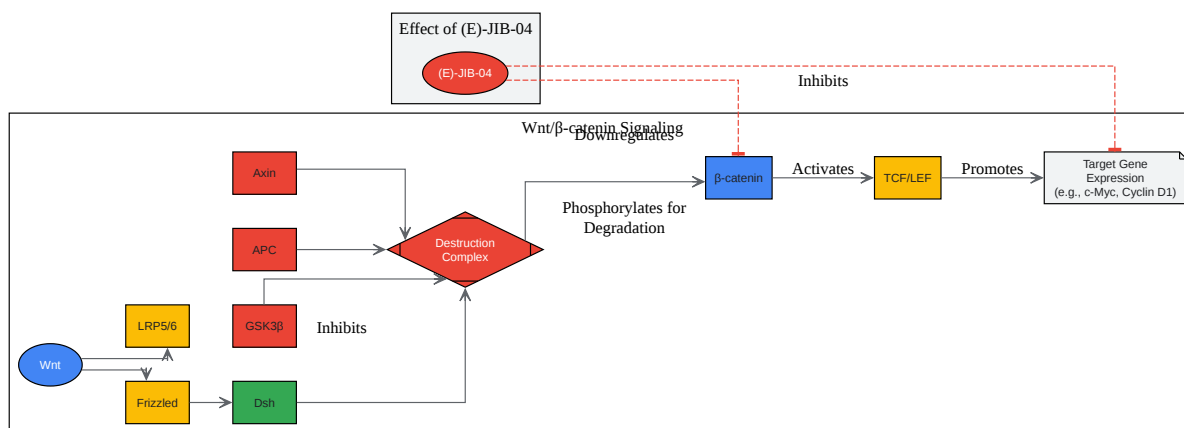 Effect of (E)-JIB-04
(E)-JIB-04
Inhibits
Wnt/β-catenin Signaling
Downregulates
Axin
β-catenin
Activates
TCF/LEF
Promotes
Target Gene
Expression
(e.g., c-Myc, Cyclin D1)
Phosphorylates for
Degradation
APC
Destruction
Complex
LRP5/6
GSK3β
Inhibits
Wnt
Frizzled
Dsh